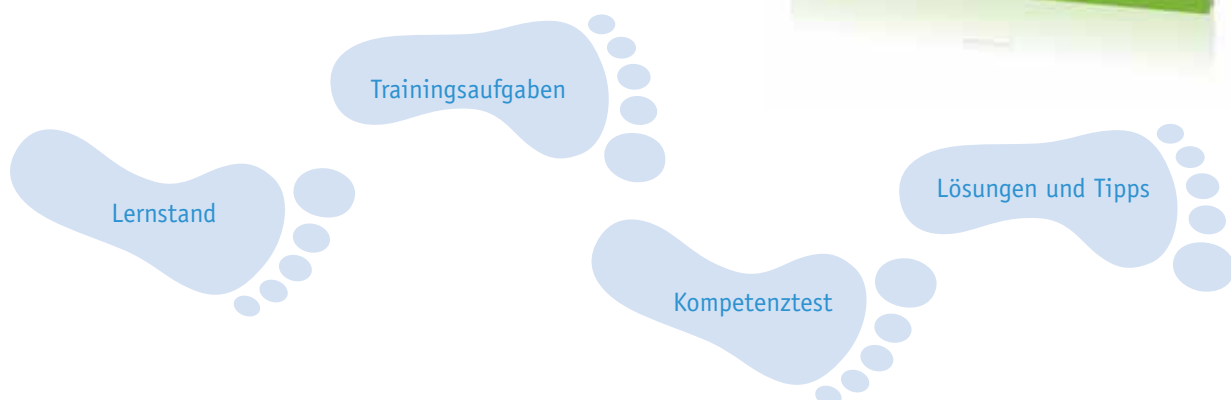 Lernstand
Trainingsaufgaben
Kompetenztest
Lösungen und Tipps